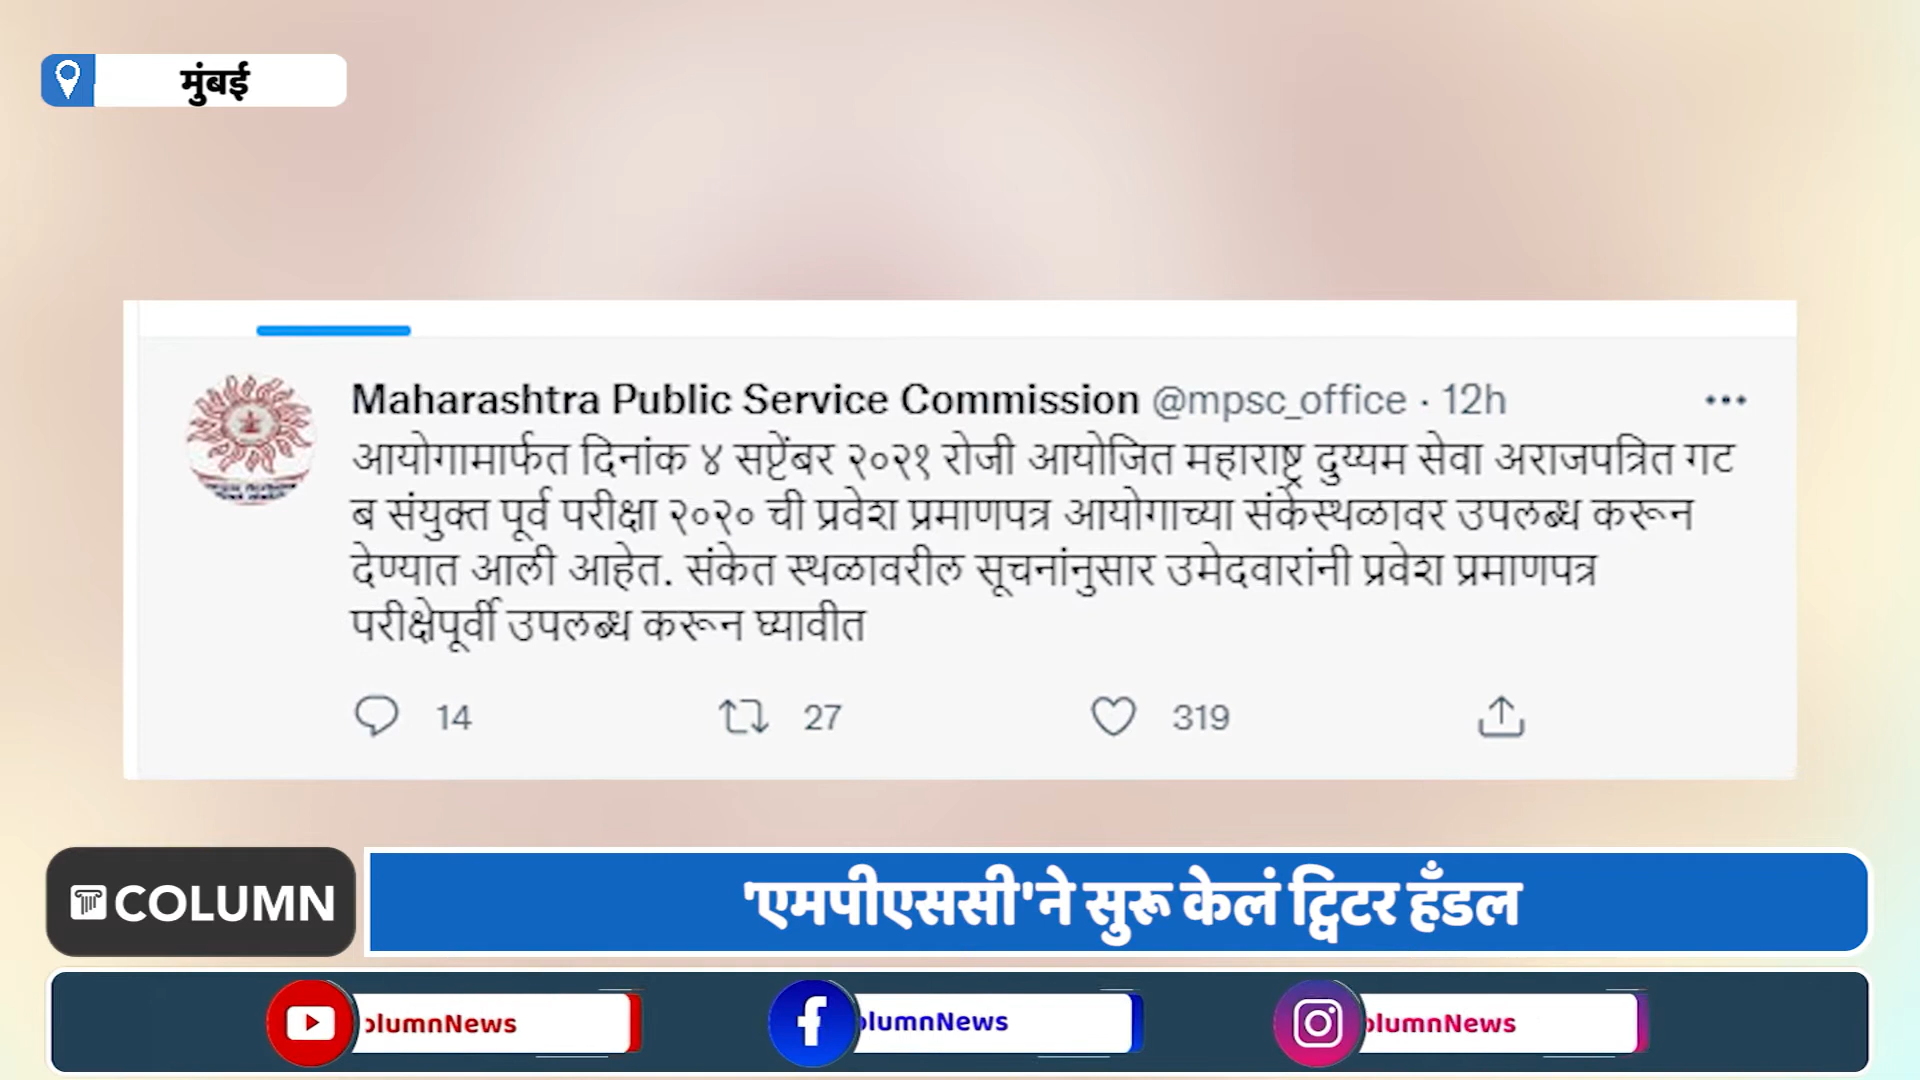 मुंबई
Maharashtra Public Service Commission @mpsc_office · 12h
आयोगामार्फत दिनांक ४ सप्टेंबर २०२१ रोजी आयोजित महाराष्ट्र दुय्यम सेवा अराजपत्रित गट
ब संयुक्त पूर्व परीक्षा २०२० ची प्रवेश प्रमाणपत्र आयोगाच्या संकेस्थळावर उपलब्ध करून
देण्यात आली आहेत. संकेत स्थळावरील सूचनांनुसार उमेदवारांनी प्रवेश प्रमाणपत्र
परीक्षेपूर्वी उपलब्ध करून घ्यावीत
14 27 319
COLUMN
'एमपीएससी'ने सुरू केलं ट्विटर हँडल
olumnNews olumnNews olumnNews